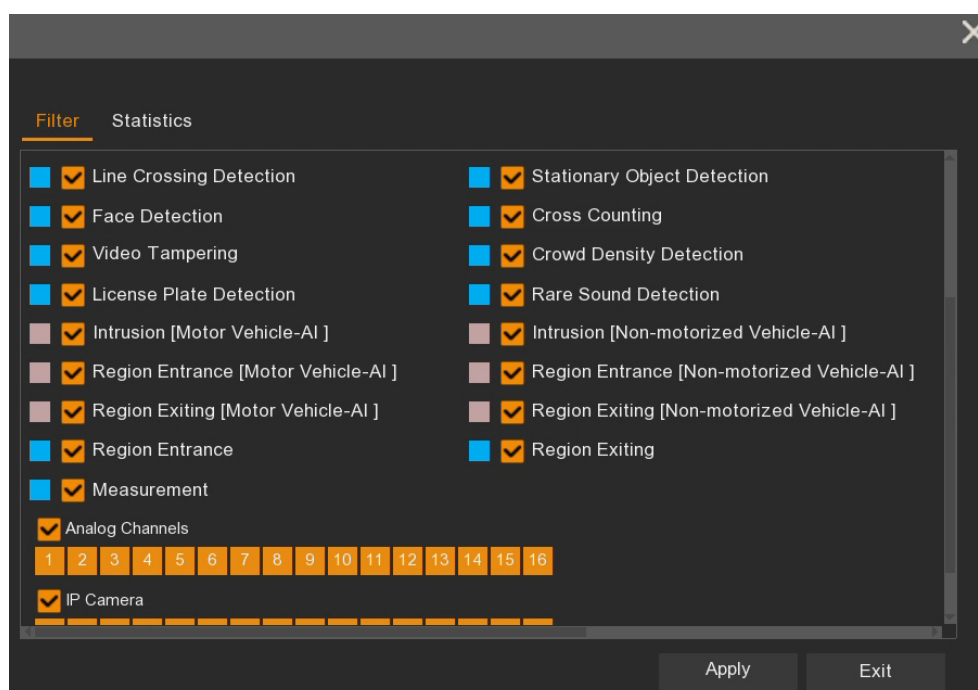 Filter Statistics
Line Crossing Detection Stationary Object Detection
Face Detection Cross Counting
Video Tampering Crowd Density Detection
License Plate Detection Rare Sound Detection
Intrusion [Motor Vehicle-AI ] Intrusion [Non-motorized Vehicle-AI ]
Region Entrance [Motor Vehicle-AI ] Region Entrance [Non-motorized Vehicle-AI ]
Region Exiting [Motor Vehicle-AI ] Region Exiting [Non-motorized Vehicle-AI ]
Region Entrance Region Exiting
Measurement
Analog Channels
1 2 3 4 5 6 7 8 9 10 11 12 13 14 15 16
IP Camera
Apply Exit